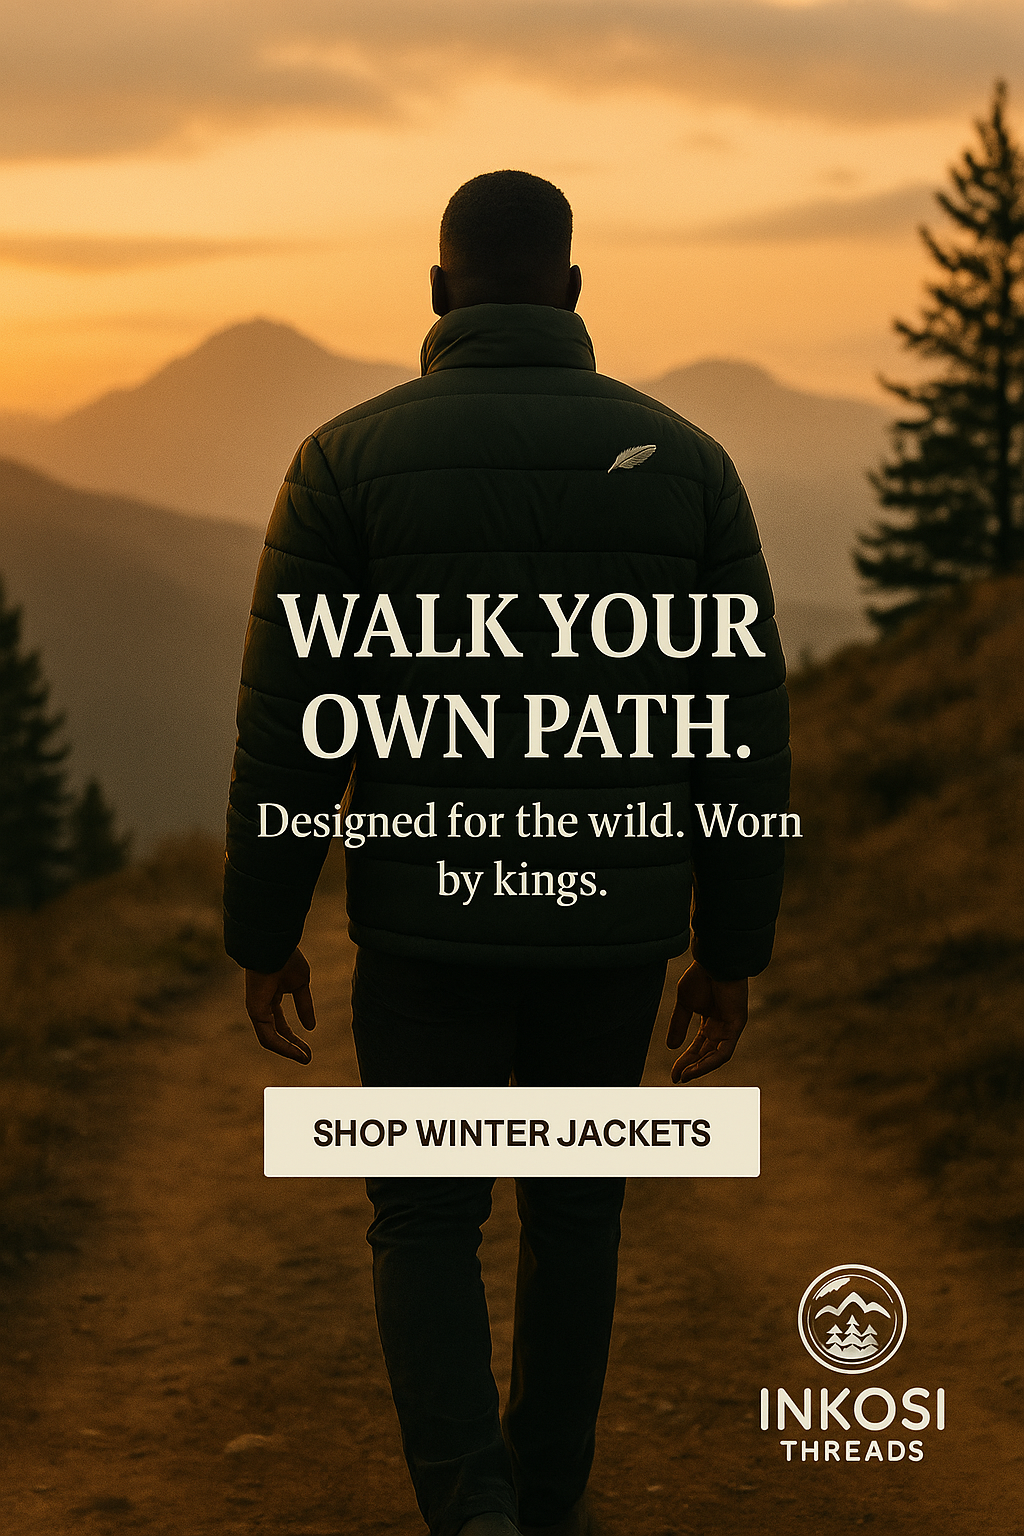 WALK YOUR
OWN PATH.
Designed for the wild. Worn
by kings.
SHOP WINTER JACKETS
INKOSI
THREADS